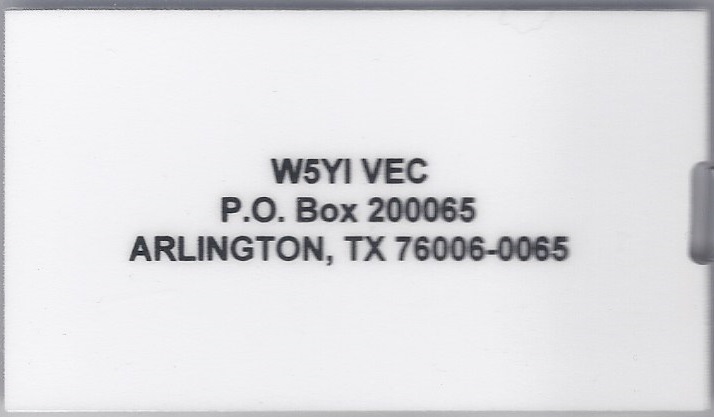 W5YI VEC
P.O. Box 200065
ARLINGTON, TX 76006-0065